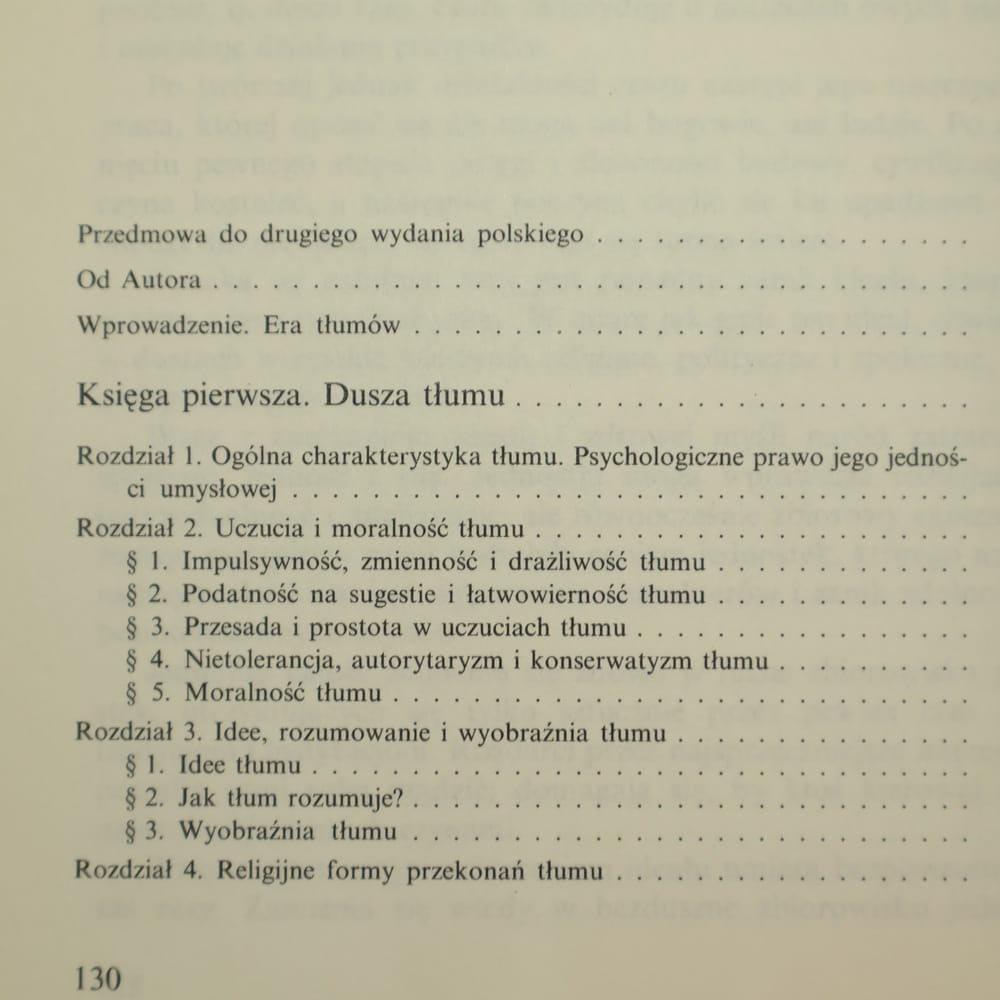 Przedmowa do drugiego wydania polskiego . . . . . . . . . . . . . . . . . .
Od Autora . . . . . . . . . . . . . . . . . . . . . . . . . . . . . . . . . . . . .
Wprowadzenie. Era tłumów . . . . . . . . . . . . . . . . . . . . . . . . . . .
Księga pierwsza. Dusza tłumu . . . . . . . . . . . . . . . . . . . . . . .
Rozdział 1. Ogólna charakterystyka tłumu. Psychologiczne prawo jego jednoś-
ci umysłowej . . . . . . . . . . . . . . . . . . . . . . . . . . . . . . . . .
Rozdział 2. Uczucia i moralność tłumu . . . . . . . . . . . . . . . . . . . . .
§ 1. Impulsywność, zmienność i drażliwość tłumu . . . . . . . . . . . . .
§ 2. Podatność na sugestie i łatwowierność tłumu . . . . . . . . . . . . .
§ 3. Przesada i prostota w uczuciach tłumu . . . . . . . . . . . . . . . .
§ 4. Nietolerancja, autorytaryzm i konserwatyzm tłumu . . . . . . . . . .
§ 5. Moralność tłumu . . . . . . . . . . . . . . . . . . . . . . . . . . . .
Rozdział 3. Idee, rozumowanie i wyobraźnia tłumu . . . . . . . . . . . . . .
§ 1. Idee tłumu . . . . . . . . . . . . . . . . . . . . . . . . . . . . . . . .
§ 2. Jak tłum rozumuje? . . . . . . . . . . . . . . . . . . . . . . . . . . .
§ 3. Wyobraźnia tłumu . . . . . . . . . . . . . . . . . . . . . . . . . . .
Rozdział 4. Religijne formy przekonań tłumu . . . . . . . . . . . . . . . . .
130